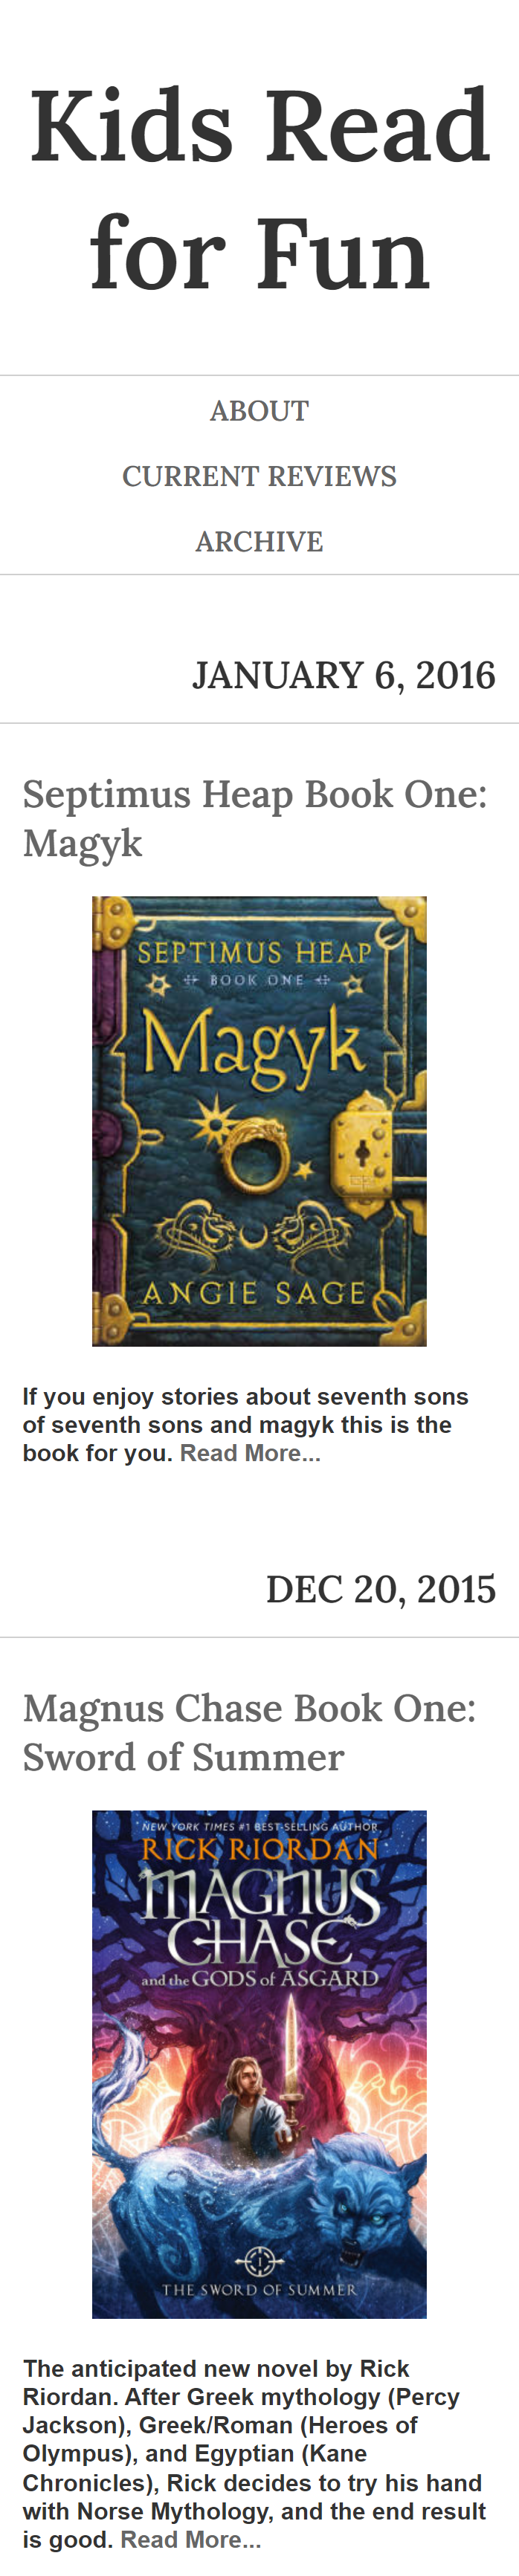 Kids Read
for Fun
ABOUT
CURRENT REVIEWS
ARCHIVE
JANUARY 6, 2016
Septimus Heap Book One:
Magyk
SEPTIMUS HEAP
BOOK ONE
Magyk
ANGIE SAGE
If you enjoy stories about seventh sons
of seventh sons and magyk this is the
book for you. Read More...
DEC 20, 2015
Magnus Chase Book One:
Sword of Summer
NEW YORK TIMES #1 BEST-SELLING AUTHOR
RICK RIORDAN
MAGNUS
CHASE
and the GODS of ASGARD
I
THE SWORD OF SUMMER
The anticipated new novel by Rick
Riordan. After Greek mythology (Percy
Jackson), Greek/Roman (Heroes of
Olympus), and Egyptian (Kane
Chronicles), Rick decides to try his hand
with Norse Mythology, and the end result
is good. Read More...